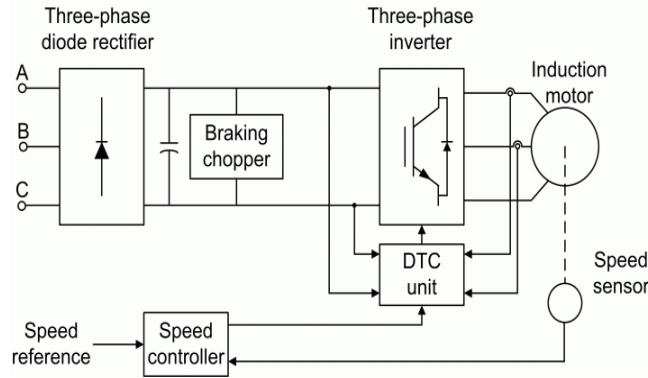 Three-phase
diode rectifier
Three-phase
inverter
Induction
motor
A
B
C
Braking
chopper
DTC
unit
Speed
sensor
Speed
reference
Speed
controller